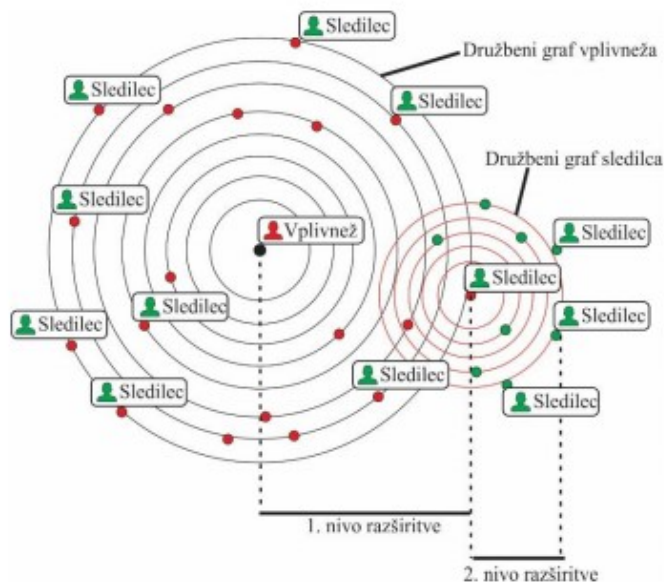 Sledilec
Družbeni graf vplivneža
Sledilec
Sledilec
Družbeni graf sledilca
Sledilec
Vplivnež
Sledilec
Sledilec
Sledilec
Sledilec
Sledilec
Sledilec
Sledilec
Sledilec
1. nivo razširitve
2. nivo razširitve